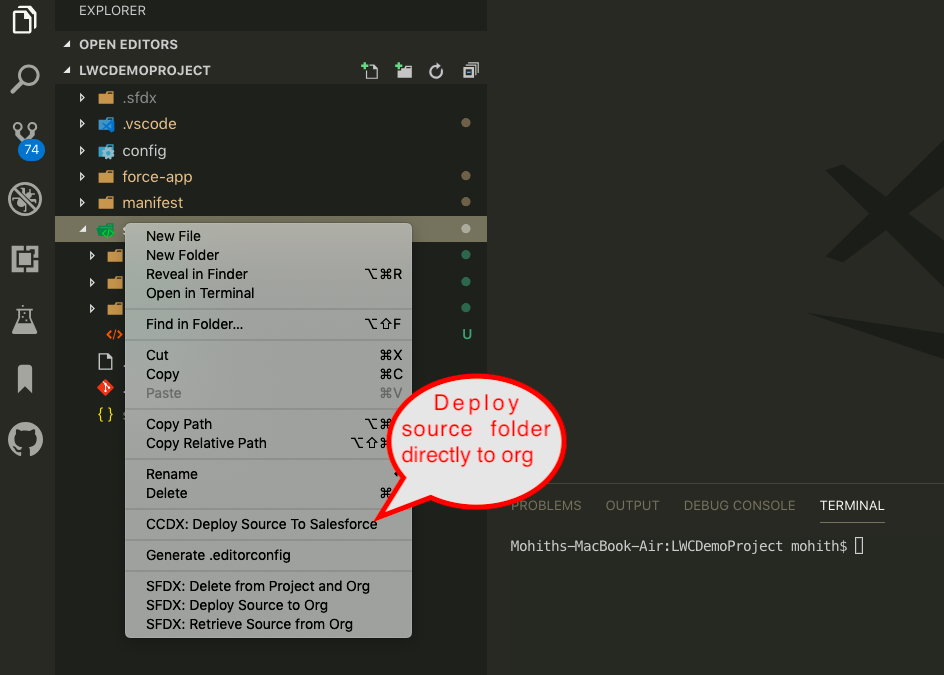 EXPLORER
OPEN EDITORS
LWCDEMOPROJECT
.sfdx
.vscode
74
config
force-app
manifest
New File
New Folder
Reveal in Finder ⌥⌘R
Open in Terminal
Find in Folder... ⌥⇧F
U
Cut ⌘X
Copy ⌘C
Paste ⌘V
Deploy
source folder
directly to org
Copy Path ⌥⌘
Copy Relative Path ⌥⇧⌘
Rename
Delete ⌘
PROBLEMS OUTPUT DEBUG CONSOLE TERMINAL
CCDX: Deploy Source To Salesforce
Mohiths-MacBook-Air:LWCDemoProject mohith$
Generate .editorconfig
SFDX: Delete from Project and Org
SFDX: Deploy Source to Org
SFDX: Retrieve Source from Org